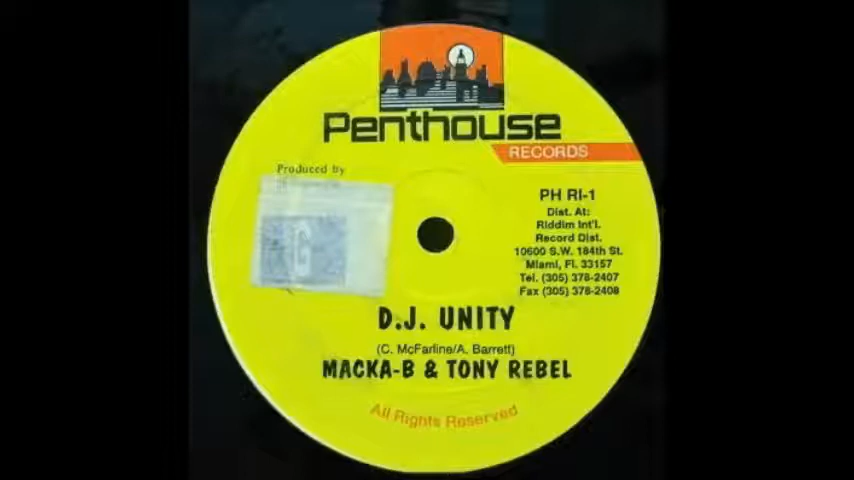 Penthouse
RECORDS
Produced by
G
PH RI-1
Dist. At:
Riddim Int'l.
Record Dist.
10600 S.W. 184th St.
Miami, Fl. 33157
Tel. (305) 378-2407
Fax (305) 378-2408
D.J. UNITY
(C. McFarline/A. Barrett)
MACKA-B & TONY REBEL
All Rights Reserved